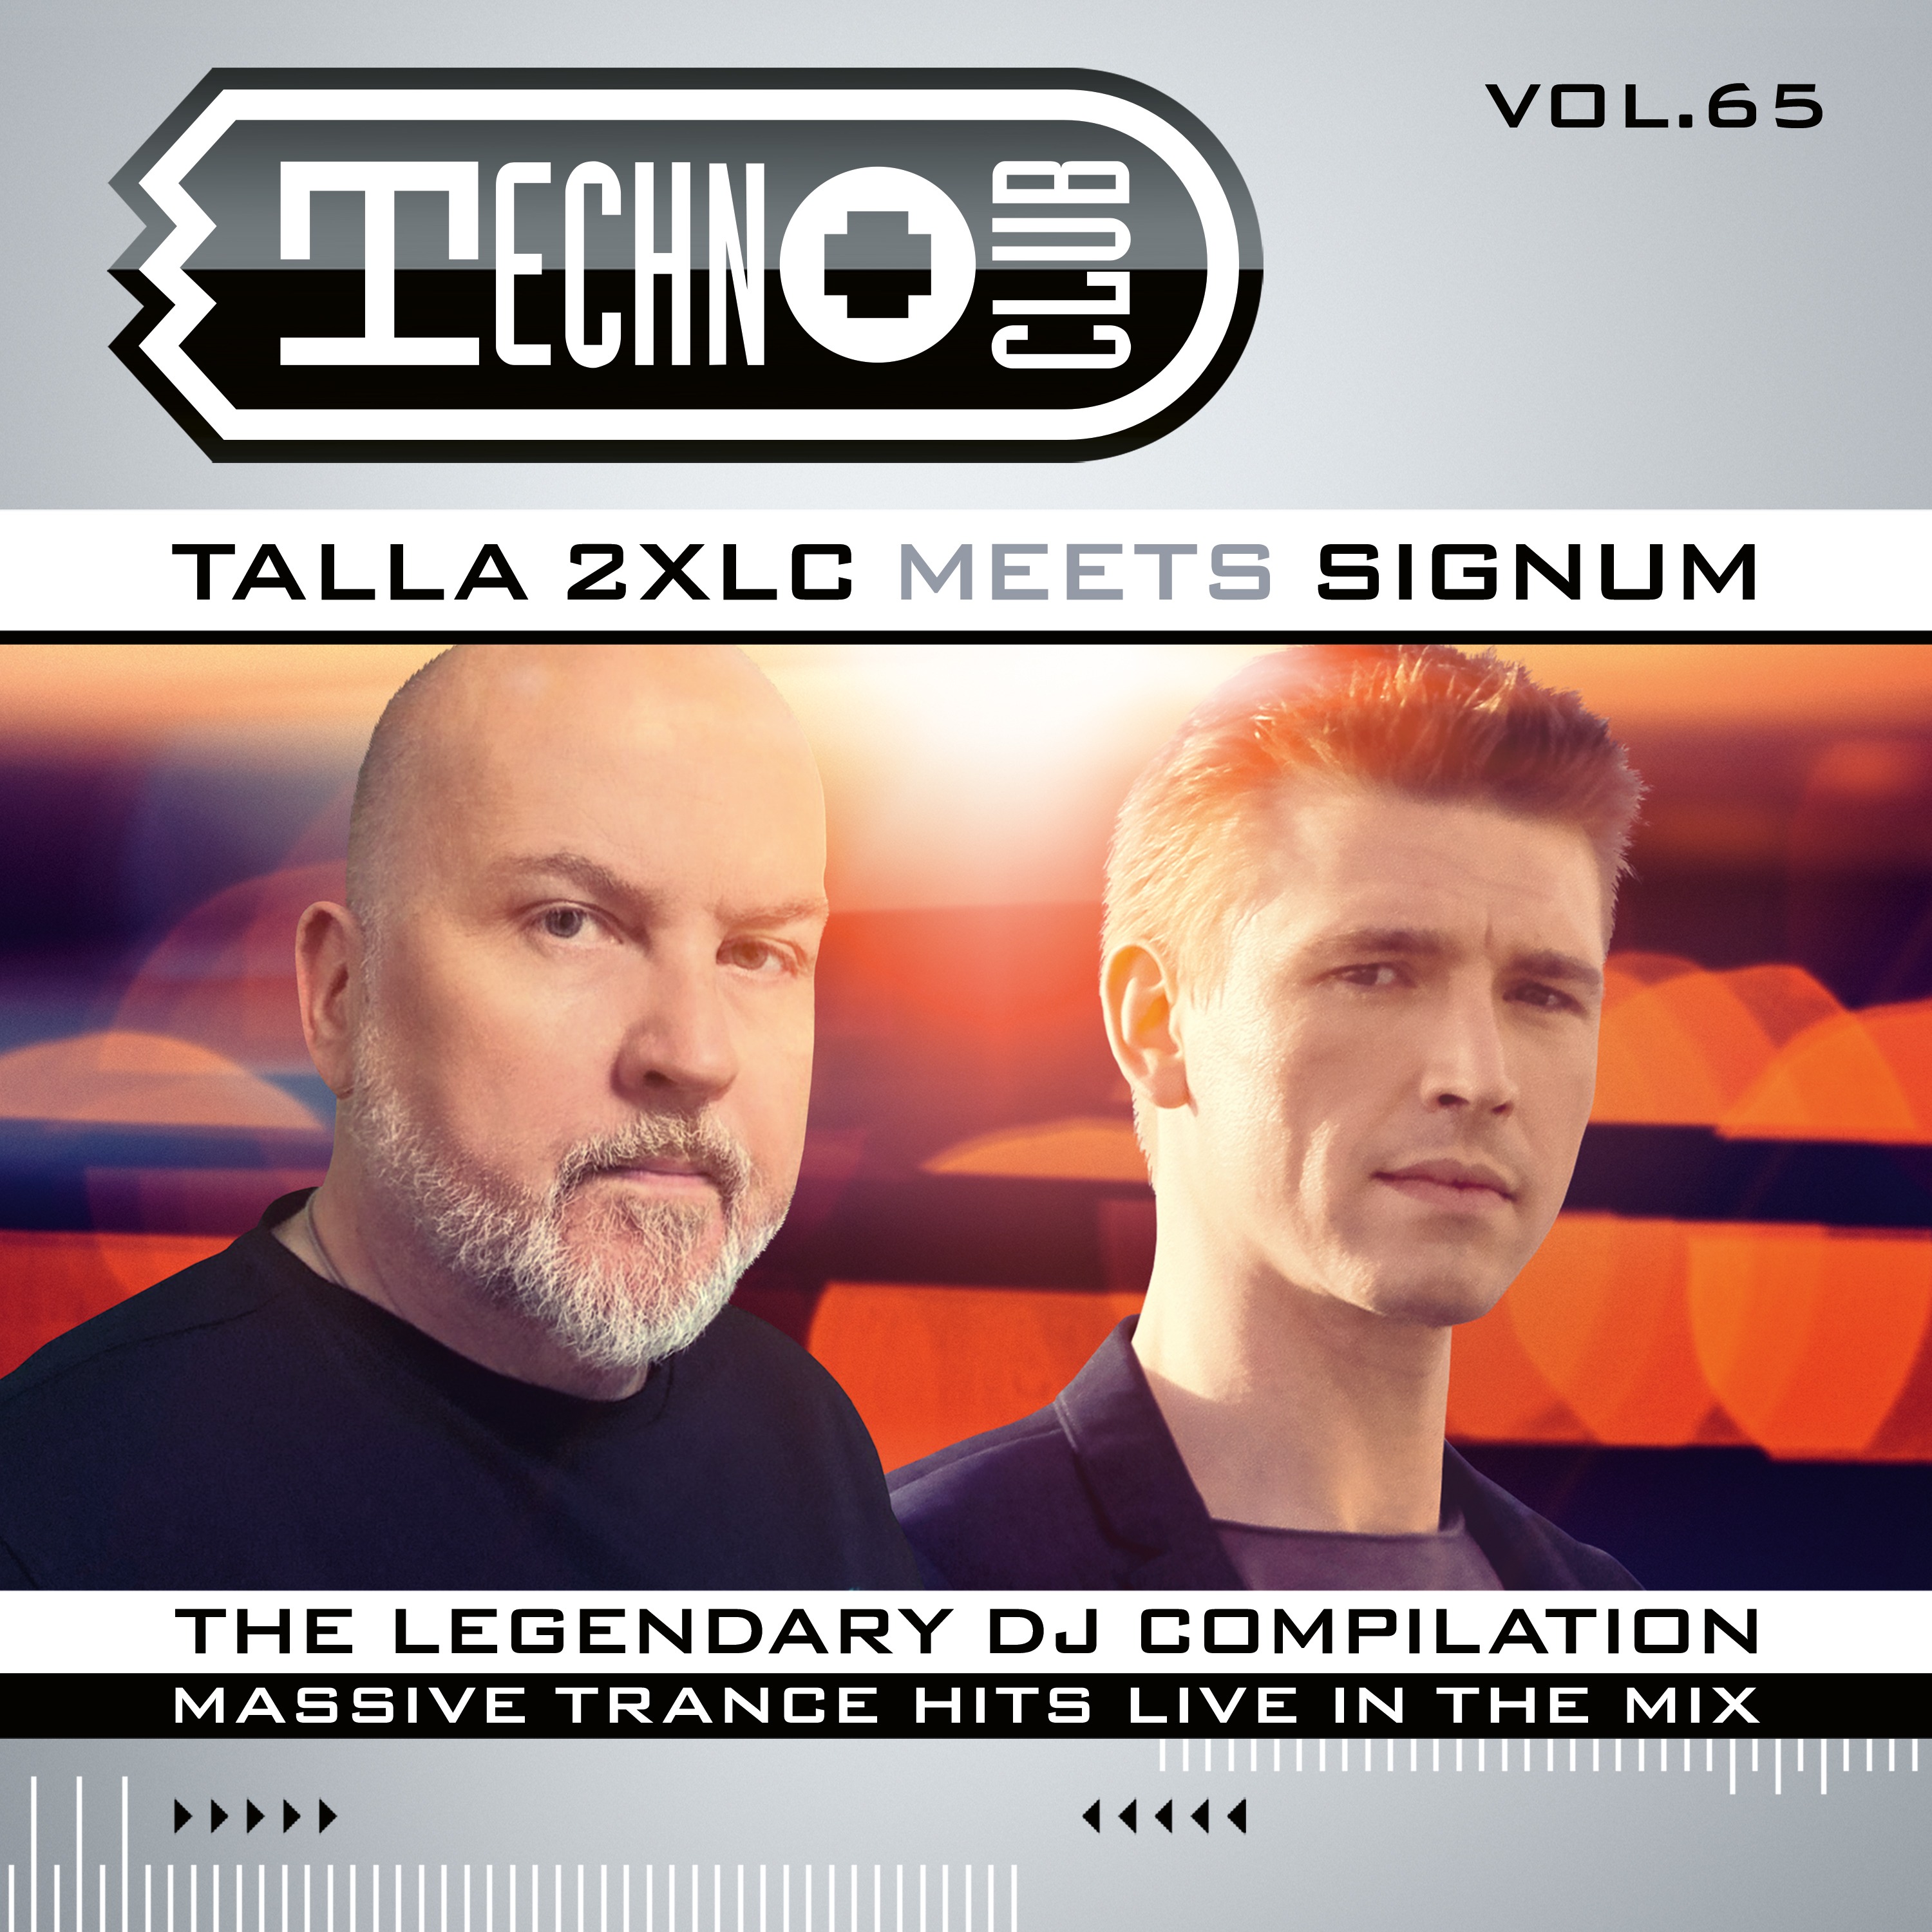 VOL.65
TECHNO CLUB
TALLA 2XLC MEETS SIGNUM
THE LEGENDARY DJ COMPILATION
MASSIVE TRANCE HITS LIVE IN THE MIX